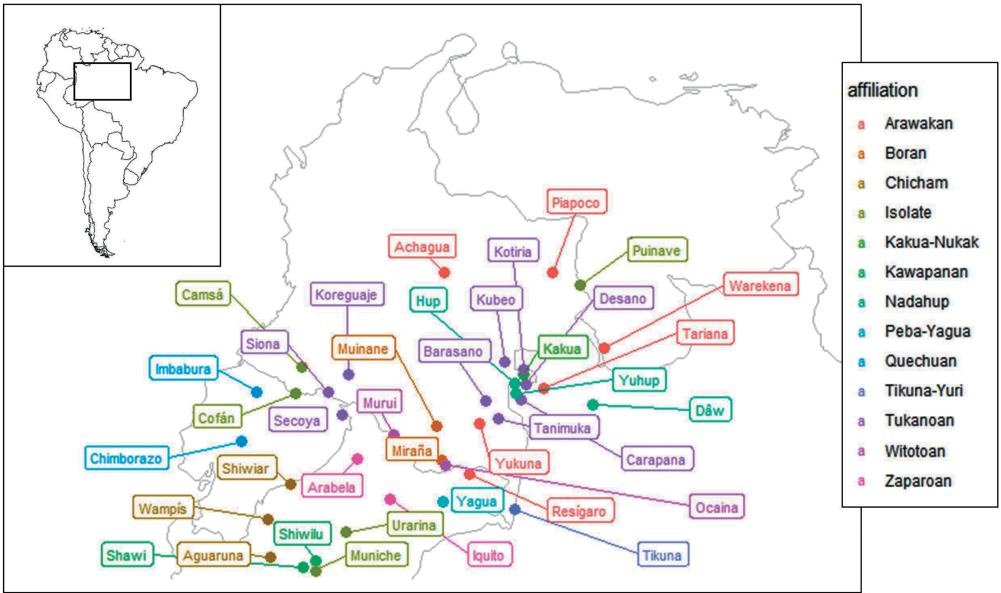 Piapoco
Achagua
Kotiria
Puinave
Warekena
Camsá
Koreguaje
Hup
Kubeo
Desano
Tariana
Siona
Muinane
Barasano
Kakua
Imbabura
Yuhup
Murui
Dâw
Cofán
Secoya
Tanimuka
Miraña
Chimborazo
Shiwiar
Yukuna
Carapana
Arabela
Wampis
Yagua
Resígaro
Ocaina
Urarina
Shiwilu
Shawi
Aguaruna
Muniche
Iquito
Tikuna
affiliation
a Arawakan
a Boran
a Chicham
a Isolate
a Kakua-Nukak
a Kawapanan
a Nadahup
a Peba-Yagua
a Quechuan
a Tikuna-Yuri
a Tukanoan
a Witotoan
a Zaparoan